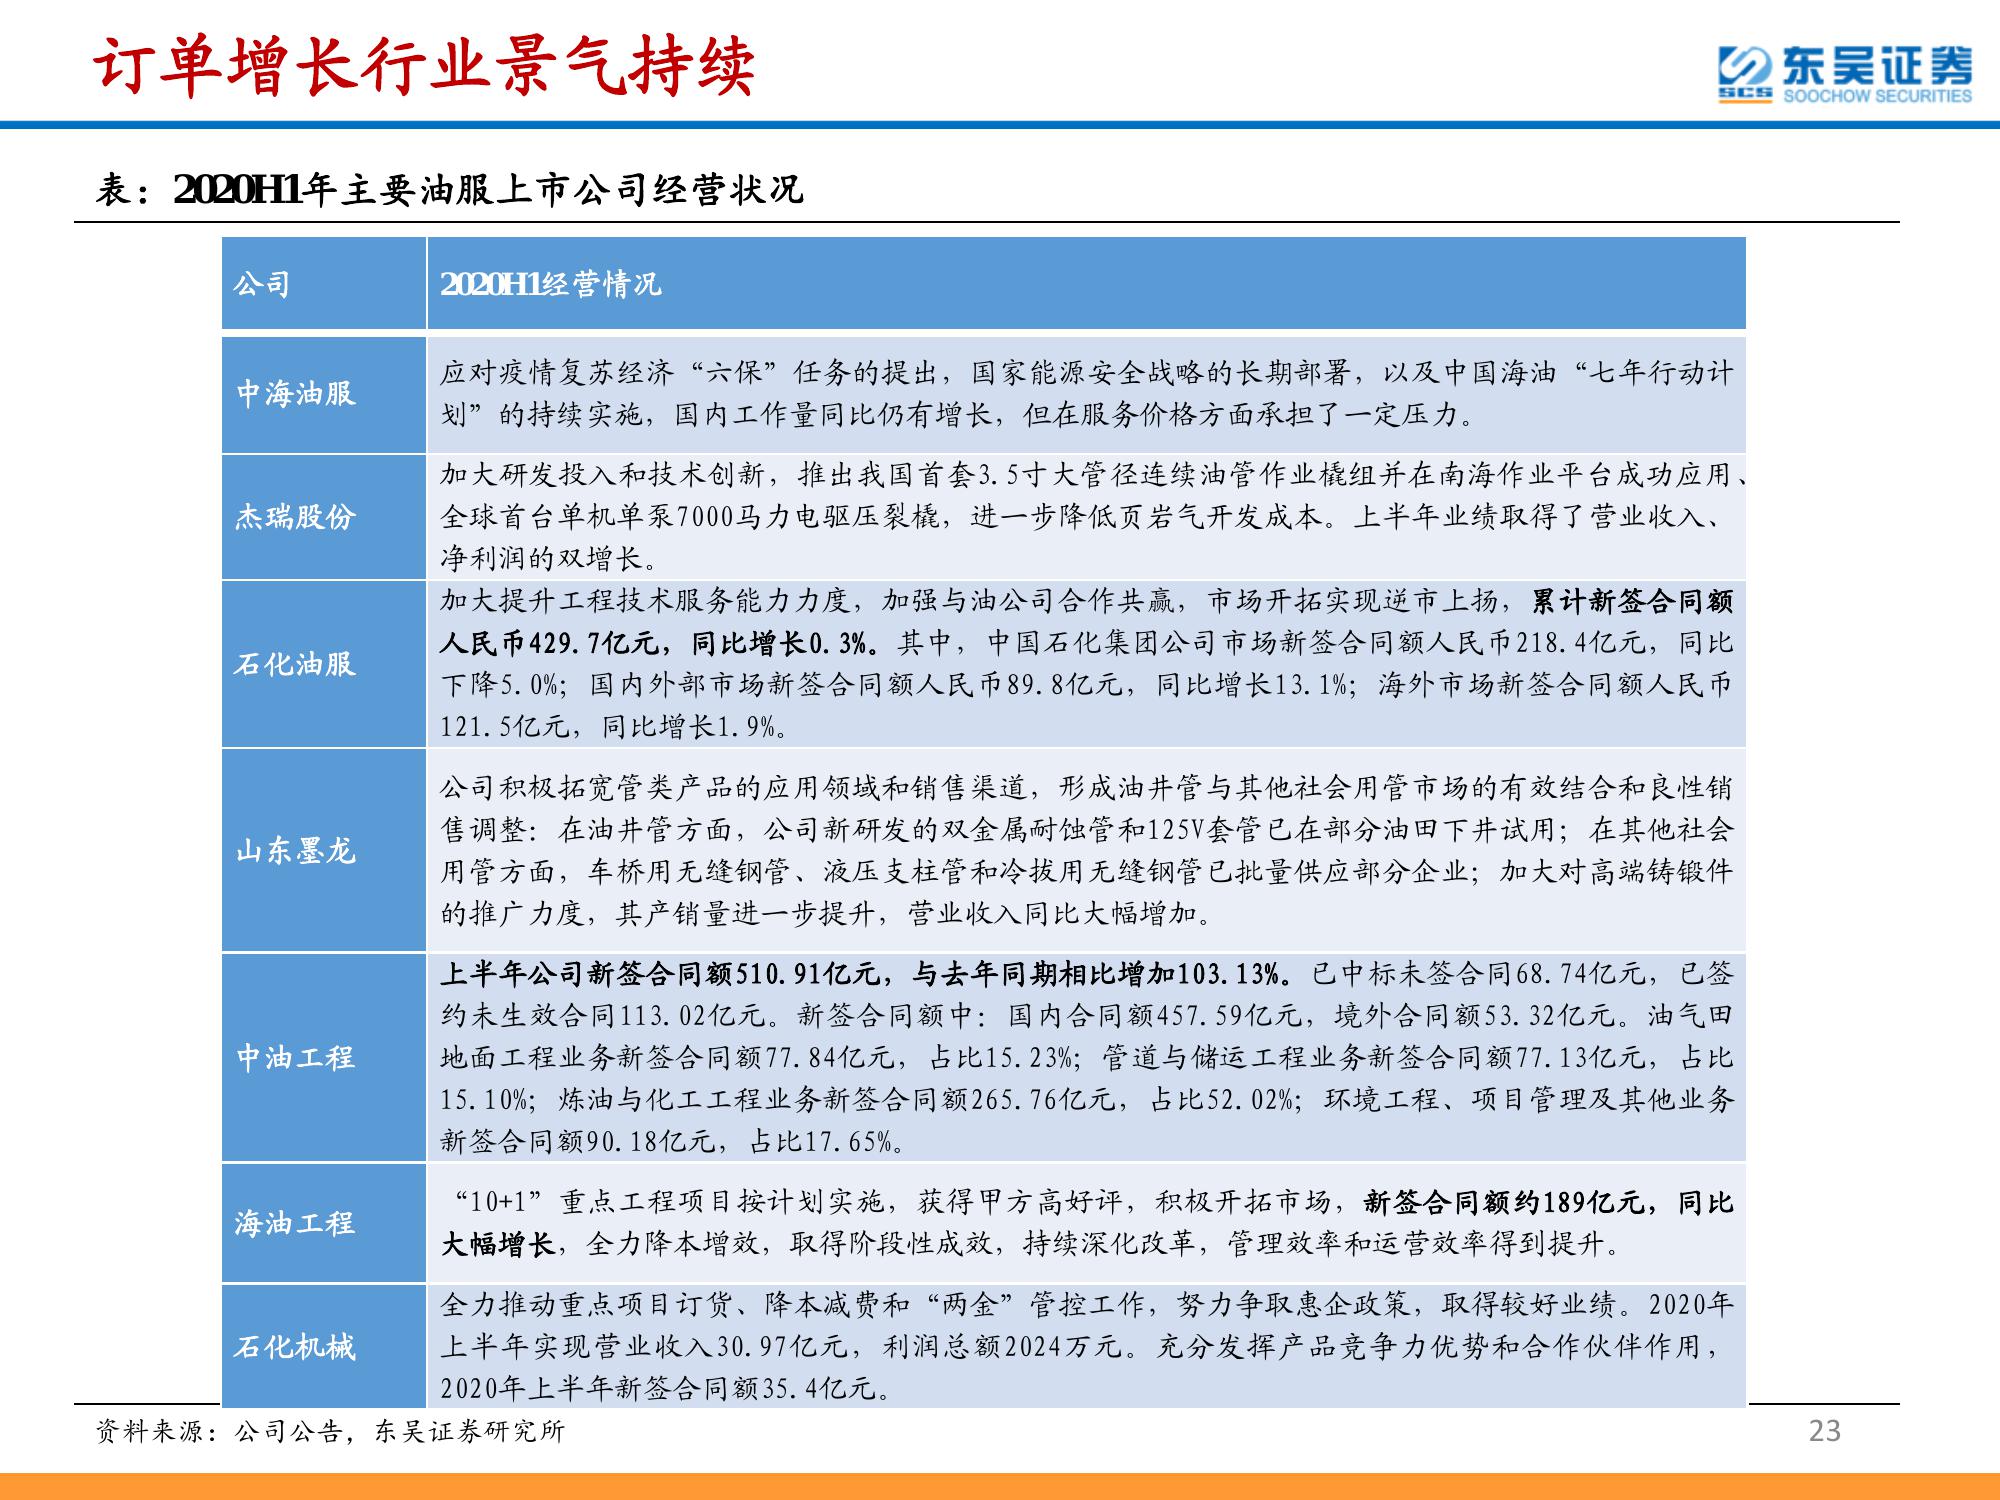 订单增长行业景气持续
东吴证券
SCS SOOCHOW SECURITIES
表：2020H1年主要油服上市公司经营状况
公司
2020H1经营情况
中海油服
应对疫情复苏经济“六保”任务的提出，国家能源安全战略的长期部署，以及中国海油“七年行动计
划”的持续实施，国内工作量同比仍有增长，但在服务价格方面承担了一定压力。
杰瑞股份
加大研发投入和技术创新，推出我国首套3.5寸大管径连续油管作业橇组并在南海作业平台成功应用、
全球首台单机单泵7000马力电驱压裂橇，进一步降低页岩气开发成本。上半年业绩取得了营业收入、
净利润的双增长。
石化油服
加大提升工程技术服务能力力度，加强与油公司合作共赢，市场开拓实现逆市上扬，累计新签合同额
人民币429.7亿元，同比增长0.3%。其中，中国石化集团公司市场新签合同额人民币218.4亿元，同比
下降5.0%；国内外部市场新签合同额人民币89.8亿元，同比增长13.1%；海外市场新签合同额人民币
121.5亿元，同比增长1.9%。
山东墨龙
公司积极拓宽管类产品的应用领域和销售渠道，形成油井管与其他社会用管市场的有效结合和良性销
售调整：在油井管方面，公司新研发的双金属耐蚀管和125V套管已在部分油田下井试用；在其他社会
用管方面，车桥用无缝钢管、液压支柱管和冷拔用无缝钢管已批量供应部分企业；加大对高端铸锻件
的推广力度，其产销量进一步提升，营业收入同比大幅增加。
中油工程
上半年公司新签合同额510.91亿元，与去年同期相比增加103.13%。已中标未签合同68.74亿元，已签
约未生效合同113.02亿元。新签合同额中：国内合同额457.59亿元，境外合同额53.32亿元。油气田
地面工程业务新签合同额77.84亿元，占比15.23%；管道与储运工程业务新签合同额77.13亿元，占比
15.10%；炼油与化工工程业务新签合同额265.76亿元，占比52.02%；环境工程、项目管理及其他业务
新签合同额90.18亿元，占比17.65%。
海油工程
“10+1”重点工程项目按计划实施，获得甲方高好评，积极开拓市场，新签合同额约189亿元，同比
大幅增长，全力降本增效，取得阶段性成效，持续深化改革，管理效率和运营效率得到提升。
石化机械
全力推动重点项目订货、降本减费和“两金”管控工作，努力争取惠企政策，取得较好业绩。2020年
上半年实现营业收入30.97亿元，利润总额2024万元。充分发挥产品竞争力优势和合作伙伴作用，
2020年上半年新签合同额35.4亿元。
资料来源：公司公告，东吴证券研究所
23